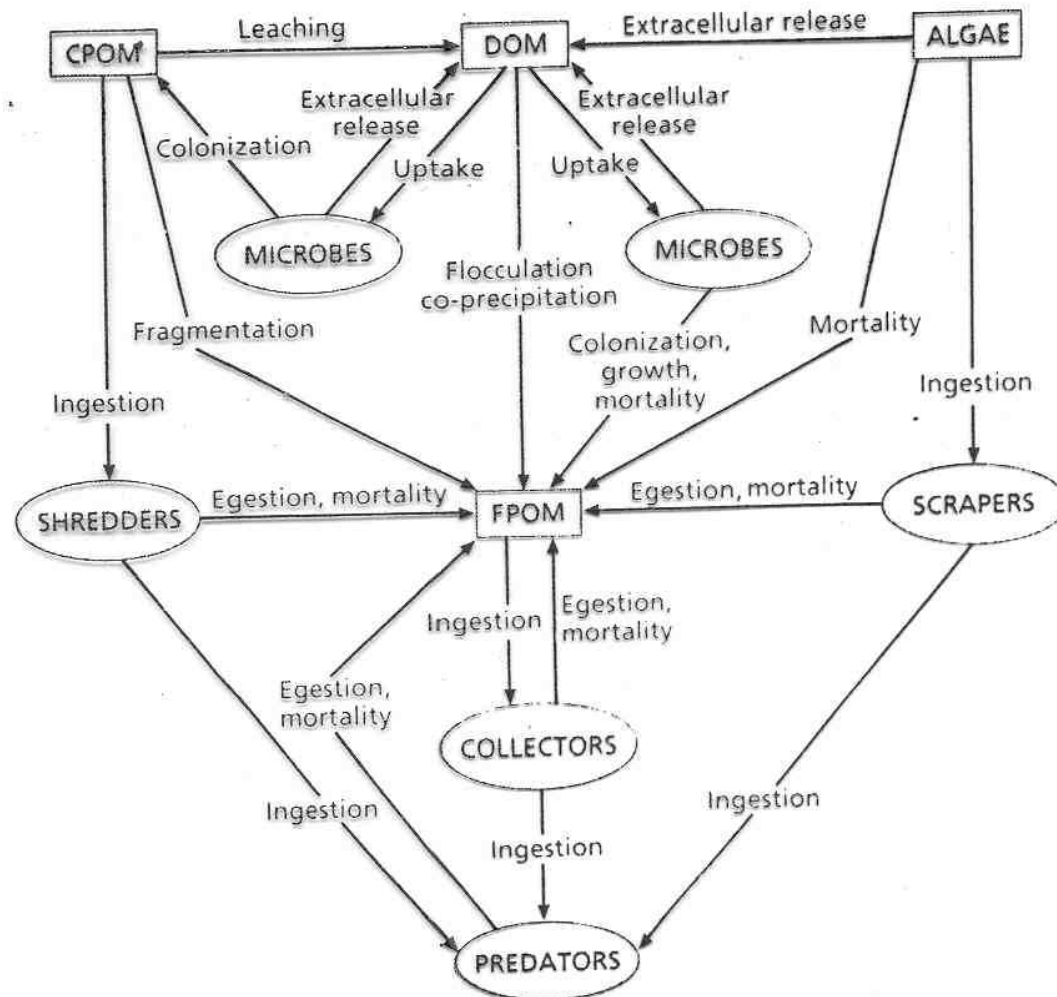 Leaching
Extracellular release
CPOM
DOM
ALGAE
Extracellular
release
Extracellular
release
Colonization
Uptake
Uptake
MICROBES
MICROBES
Flocculation
co-precipitation
Fragmentation
Mortality
Colonization,
growth,
mortality
Ingestion
Ingestion
Egestion, mortality
Egestion, mortality
SHREDDERS
FPOM
SCRAPERS
Ingestion
Egestion,
mortality
Egestion,
mortality
COLLECTORS
Ingestion
Ingestion
Ingestion
PREDATORS